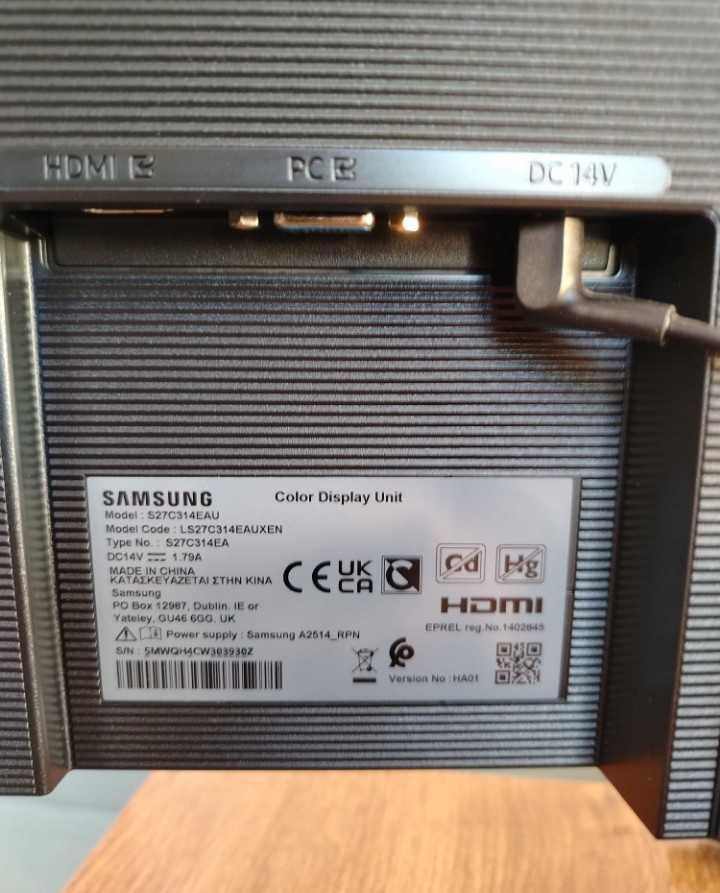 HDMI PC DC 14V
SAMSUNG Color Display Unit
Model : S27C314EAU
Model Code : LS27C314EAUXEN
Type No. : S27C314EA
DC14V 1.79A
MADE IN CHINA
ΚΑΤΑΣΚΕΥΑΖΕΤΑΙ ΣΤΗΝ ΚΙΝΑ
CE UK CA Cd Hg
Samsung
PO Box 12987, Dublin. IE or
Yateley, GU46 6GG. UK
HDMI
EPREL reg.No.1402645
Power supply : Samsung A2514_RPN
S/N : 5MWQH4CW303930Z
Version No : HA01